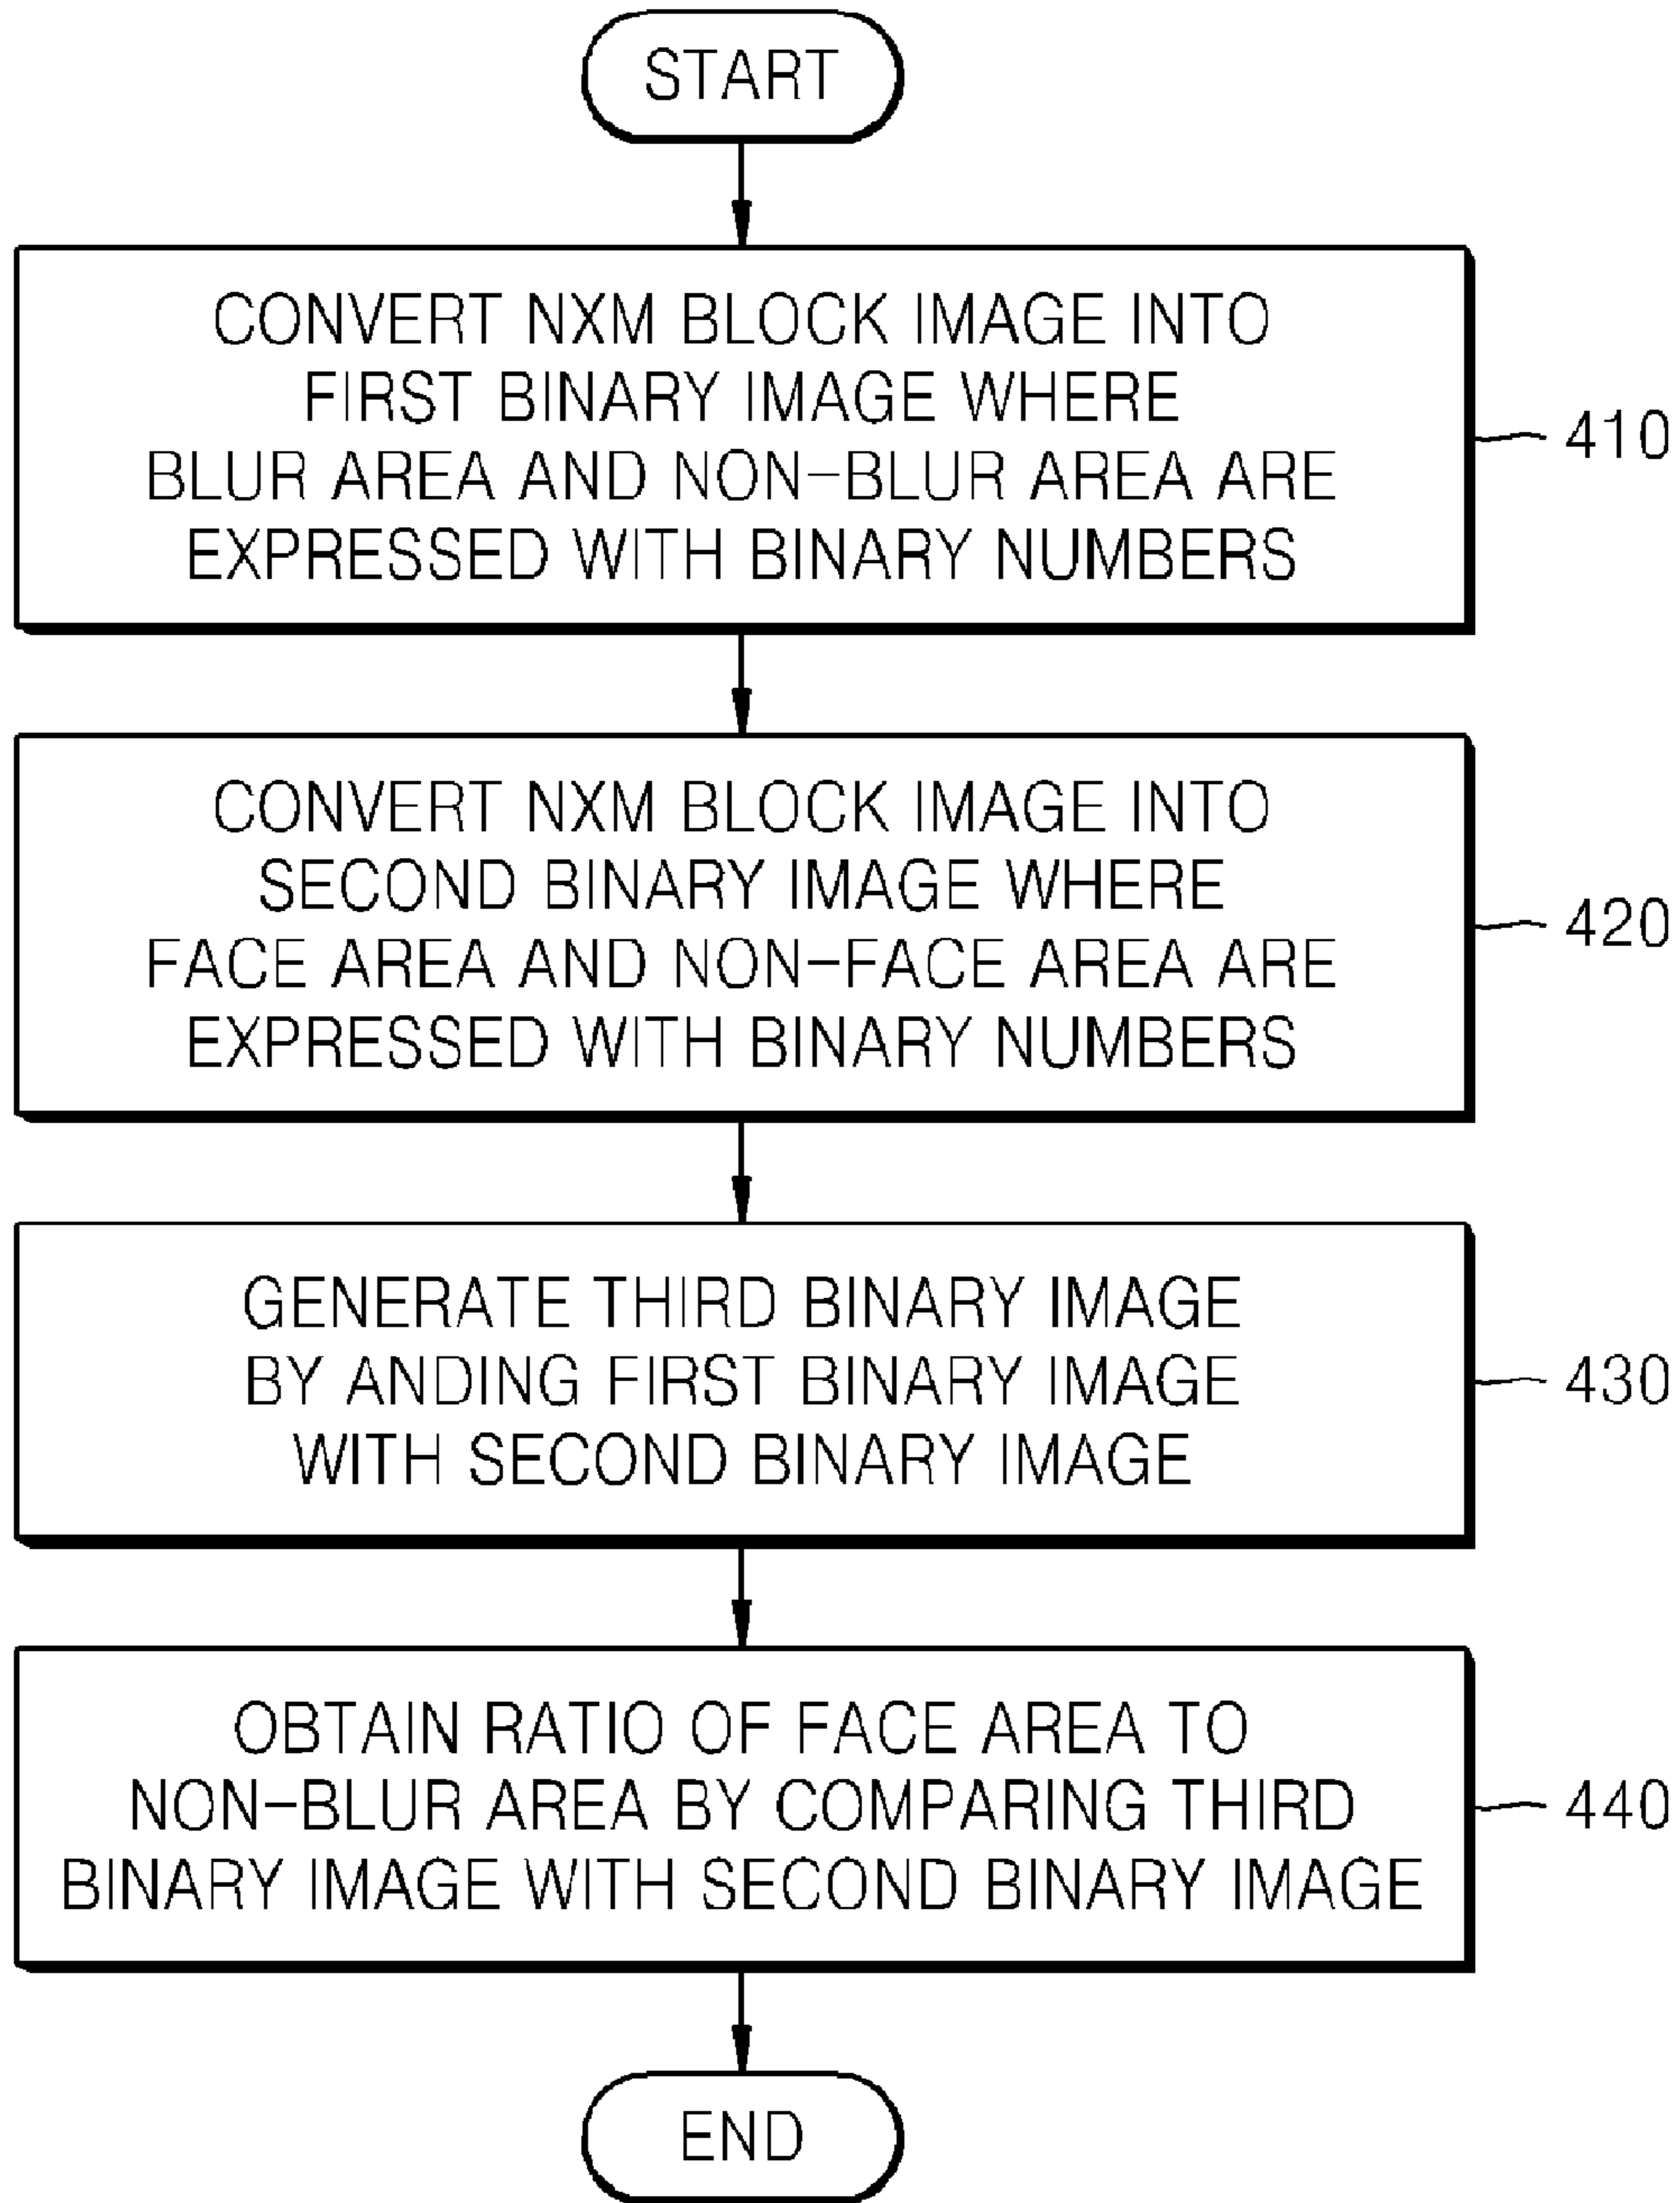 START
CONVERT NXM BLOCK IMAGE INTO
FIRST BINARY IMAGE WHERE
BLUR AREA AND NON-BLUR AREA ARE
EXPRESSED WITH BINARY NUMBERS
410
CONVERT NXM BLOCK IMAGE INTO
SECOND BINARY IMAGE WHERE
FACE AREA AND NON-FACE AREA ARE
EXPRESSED WITH BINARY NUMBERS
420
GENERATE THIRD BINARY IMAGE
BY ANDING FIRST BINARY IMAGE
WITH SECOND BINARY IMAGE
430
OBTAIN RATIO OF FACE AREA TO
NON-BLUR AREA BY COMPARING THIRD
BINARY IMAGE WITH SECOND BINARY IMAGE
440
END